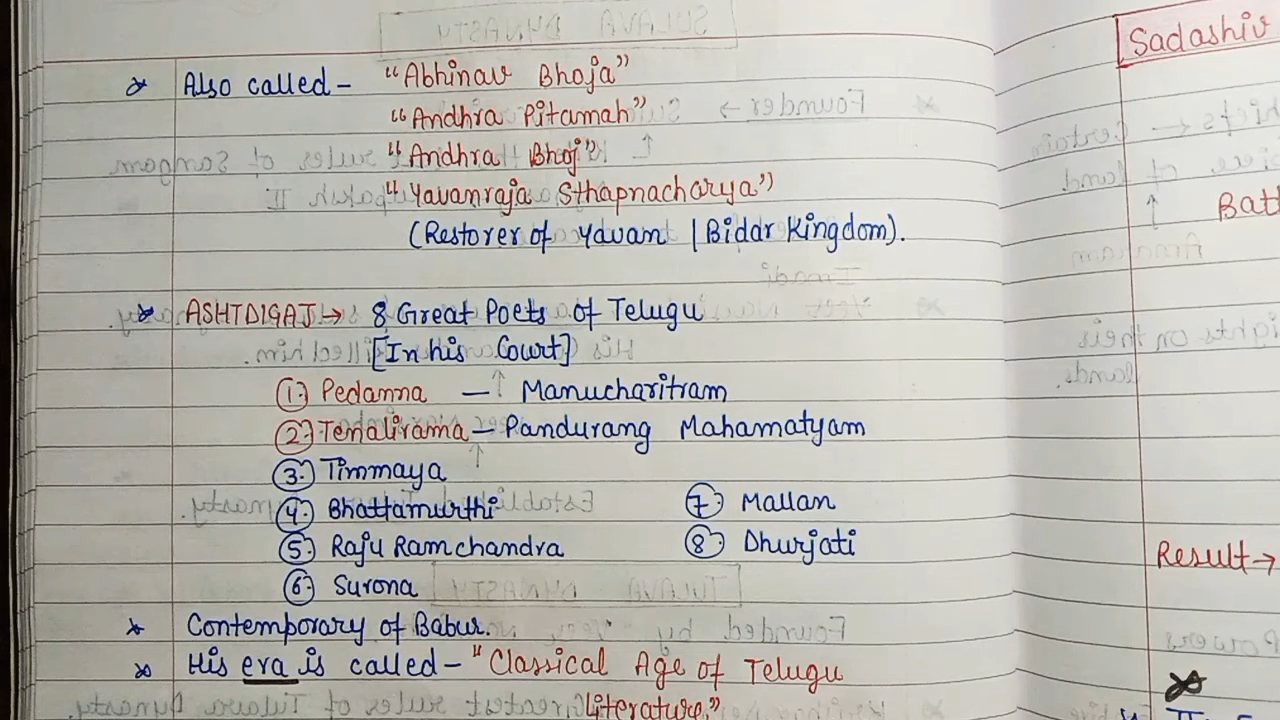 Also called - "Abhinav Bhoja"
"Andhra Pitamah"
"Andhra Bhoj"
"Yavanraja Sthapnacharya"
(Restorer of Yavan | Bidar Kingdom).
ASHTDIGAJ → 8 Great Poets of Telugu
[In his Court]
① Pedanna - Manucharitram
② Tenalirama - Pandurang Mahamatyam
③ Timmaya
④ Bhattamurthi
⑤ Raju Ramchandra
⑥ Surona
⑦ Mallan
⑧ Dhurjati
Contemporary of Babur.
His era is called - "Classical Age of Telugu
literature."
Sadashiv
Batt
Result →